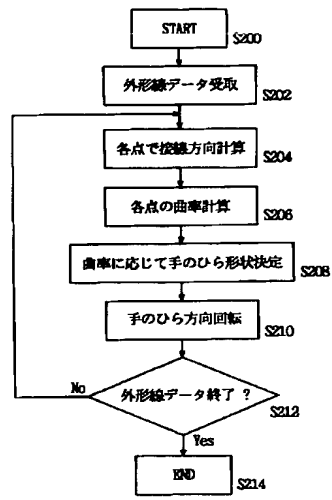 START
S200
外形線データ受取
S202
各点で接線方向計算
S204
各点の曲率計算
S206
曲率に応じて手のひら形状決定
S208
手のひら方向回転
S210
No
外形線データ終了 ?
S212
Yes
END
S214